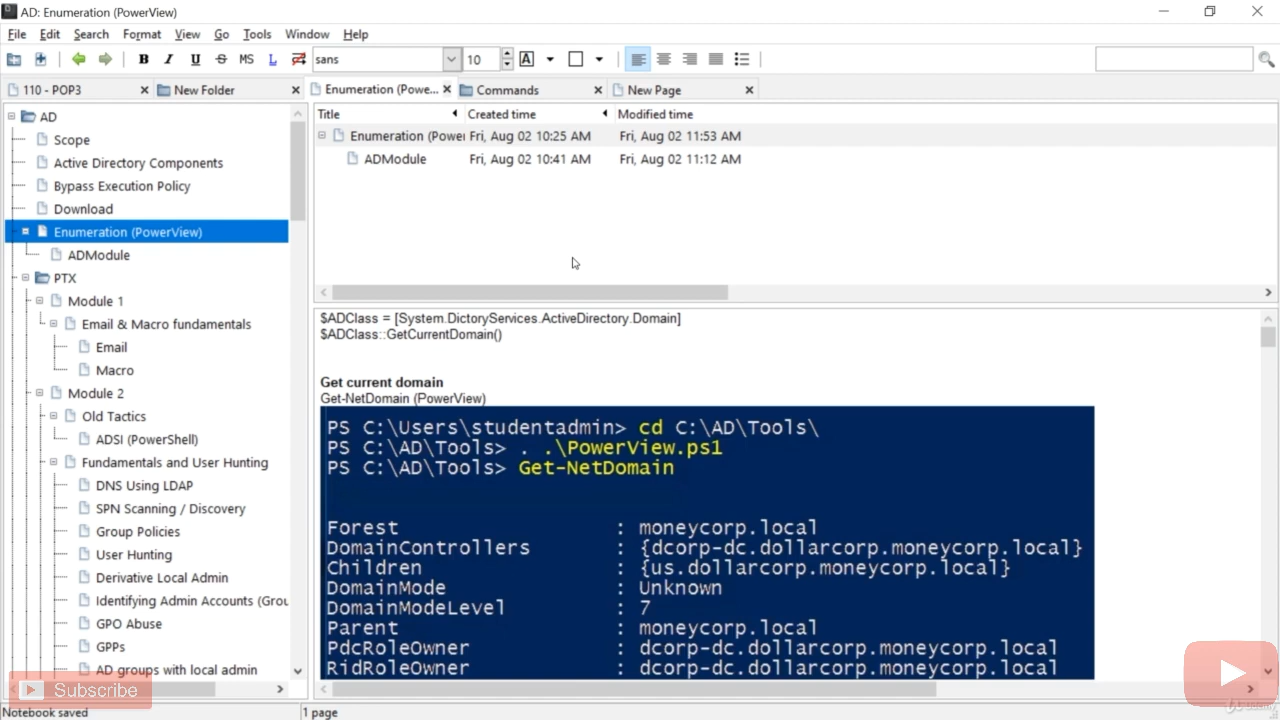 AD: Enumeration (PowerView)
File Edit Search Format View Go Tools Window Help
B I U S MS L sans 10 A
110 - POP3
New Folder
Enumeration (Powe...
Commands
New Page
AD
Scope
Active Directory Components
Bypass Execution Policy
Download
Enumeration (PowerView)
ADModule
PTX
Module 1
Email & Macro fundamentals
Email
Macro
Module 2
Old Tactics
ADSI (PowerShell)
Fundamentals and User Hunting
DNS Using LDAP
SPN Scanning / Discovery
Group Policies
User Hunting
Derivative Local Admin
Identifying Admin Accounts (Grou
GPO Abuse
GPPs
AD groups with local admin
Subscribe
Title Created time Modified time
Enumeration (Power Fri, Aug 02 10:25 AM Fri, Aug 02 11:53 AM
ADModule Fri, Aug 02 10:41 AM Fri, Aug 02 11:12 AM
$ADClass = [System.DictoryServices.ActiveDirectory.Domain]
$ADClass::GetCurrentDomain()
Get current domain
Get-NetDomain (PowerView)
PS C:\Users\studentadmin> cd C:\AD\Tools\
PS C:\AD\Tools> . .\PowerView.ps1
PS C:\AD\Tools> Get-NetDomain
Forest : moneycorp.local
DomainControllers : {dcorp-dc.dollarcorp.moneycorp.local}
Children : {us.dollarcorp.moneycorp.local}
DomainMode : Unknown
DomainModeLevel : 7
Parent : moneycorp.local
PdcRoleOwner : dcorp-dc.dollarcorp.moneycorp.local
RidRoleOwner : dcorp-dc.dollarcorp.moneycorp.local
Udemy
Notebook saved
1 page